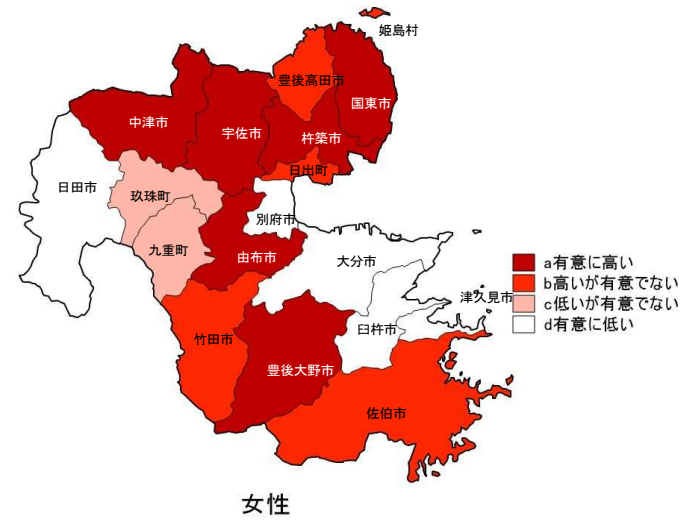 姫島村
豊後高田市
国東市
中津市
宇佐市
杵築市
日出町
日田市
玖珠町
別府市
九重町
由布市
大分市
a有意に高い
b高いが有意でない
c低いが有意でない
d有意に低い
津久見市
臼杵市
竹田市
豊後大野市
佐伯市
女性